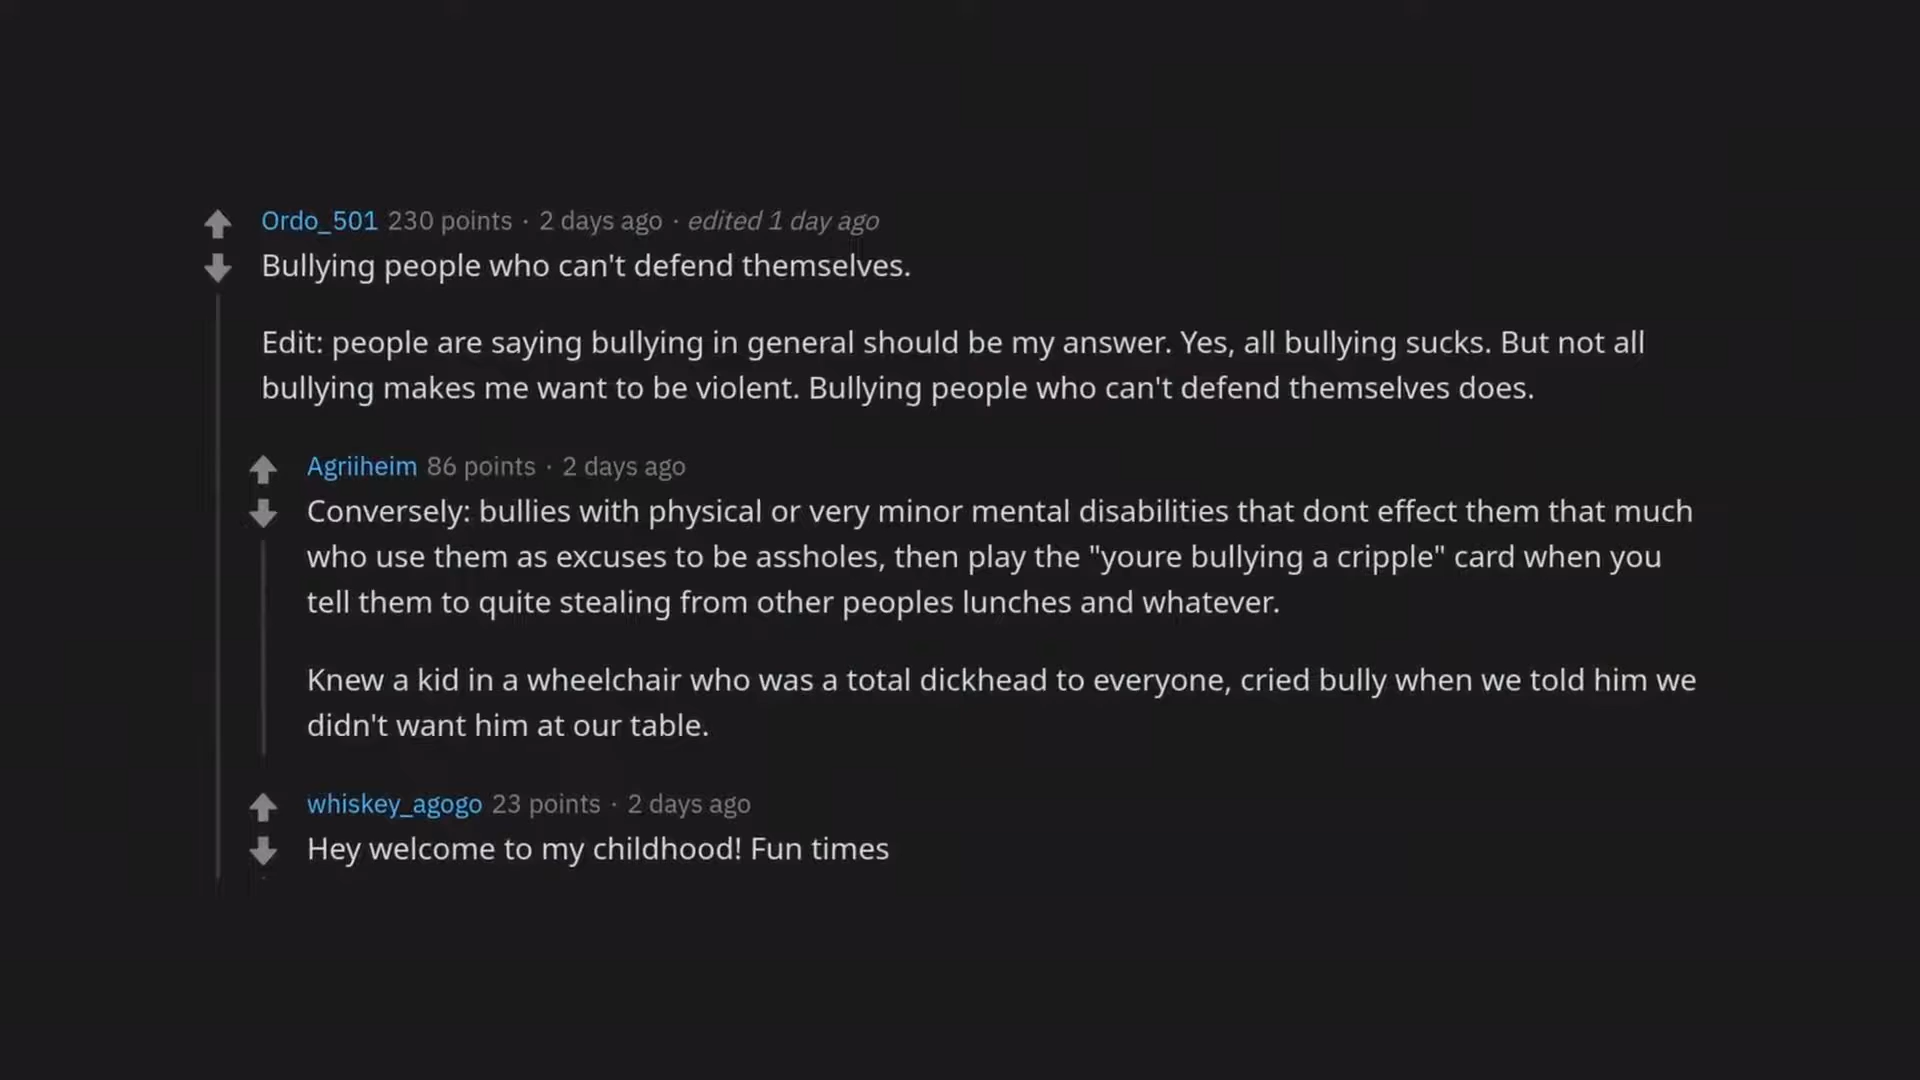 Ordo_501 230 points · 2 days ago · edited 1 day ago
Bullying people who can't defend themselves.
Edit: people are saying bullying in general should be my answer. Yes, all bullying sucks. But not all
bullying makes me want to be violent. Bullying people who can't defend themselves does.
Agriiheim 86 points · 2 days ago
Conversely: bullies with physical or very minor mental disabilities that dont effect them that much
who use them as excuses to be assholes, then play the "youre bullying a cripple" card when you
tell them to quite stealing from other peoples lunches and whatever.
Knew a kid in a wheelchair who was a total dickhead to everyone, cried bully when we told him we
didn't want him at our table.
whiskey_agogo 23 points · 2 days ago
Hey welcome to my childhood! Fun times